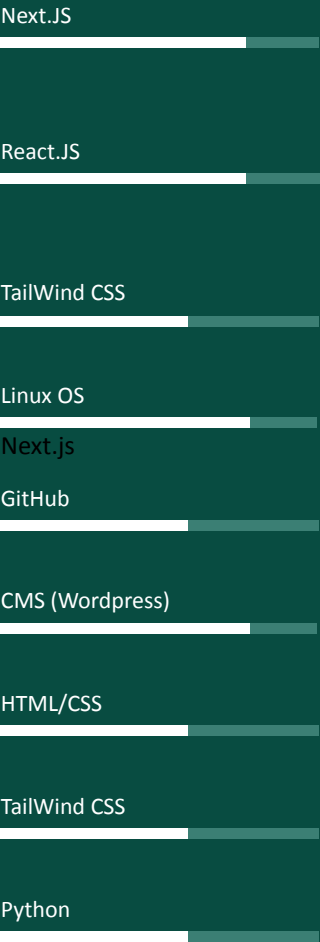 Next.JS
React.JS
TailWind CSS
Linux OS
Next.js
GitHub
CMS (Wordpress)
HTML/CSS
TailWind CSS
Python